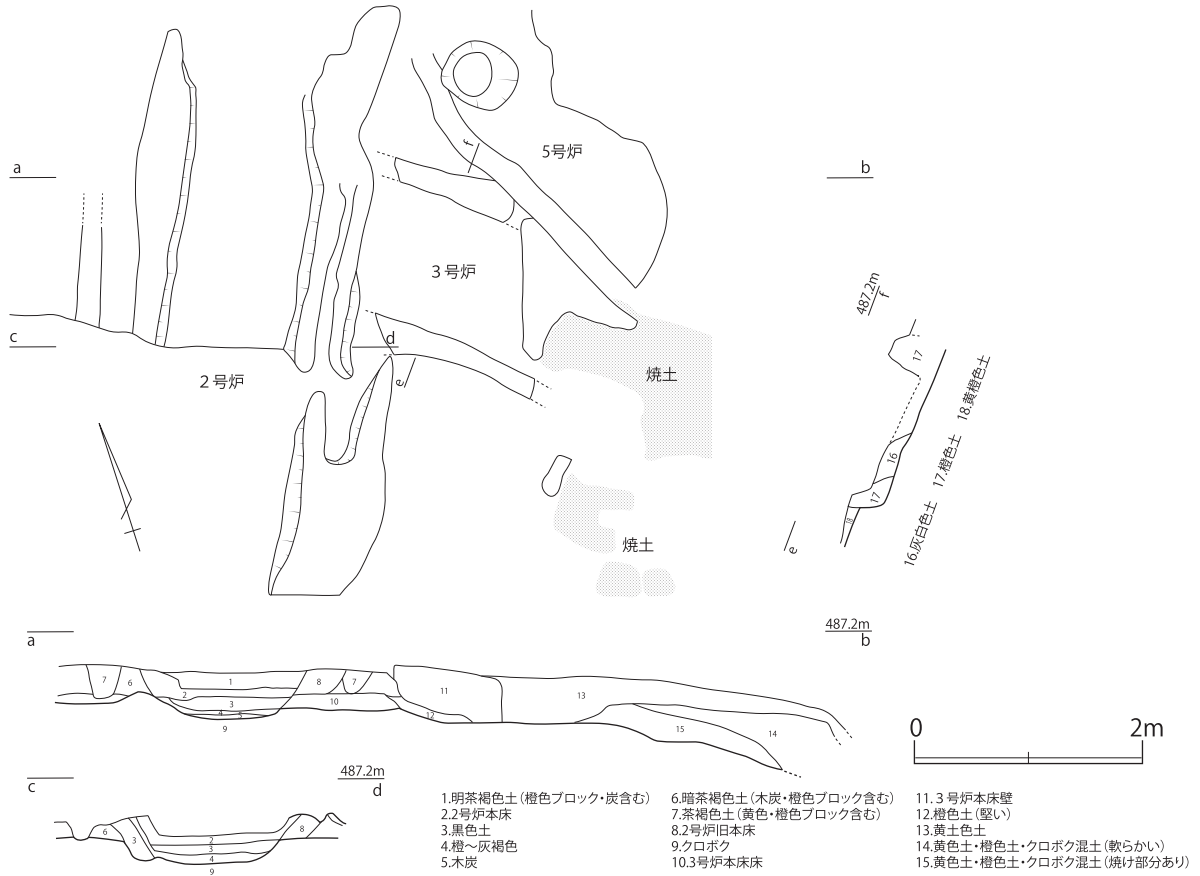 5号炉
f
a
b
3号炉
487.2m
f
c
d
17
2号炉
e
焼土
16
17
18
16.灰白色土 17.橙色土 18.黄橙色土
焼土
e
a
487.2m
b
7 6 1 8 7 11 13
2 3 10 12
4 5 15 14
9
0 2m
c
487.2m
d
6 3 2 8
3
4
9
1.明茶褐色土(橙色ブロック・炭含む)
2.2号炉本床
3.黒色土
4.橙～灰褐色
5.木炭
6.暗茶褐色土(木炭・橙色ブロック含む)
7.茶褐色土(黄色・橙色ブロック含む)
8.2号炉旧本床
9.クロボク
10.3号炉本床床
11.3号炉本床壁
12.橙色土(堅い)
13.黄土色土
14.黄色土・橙色土・クロボク混土(軟らかい)
15.黄色土・橙色土・クロボク混土(焼け部分あり)